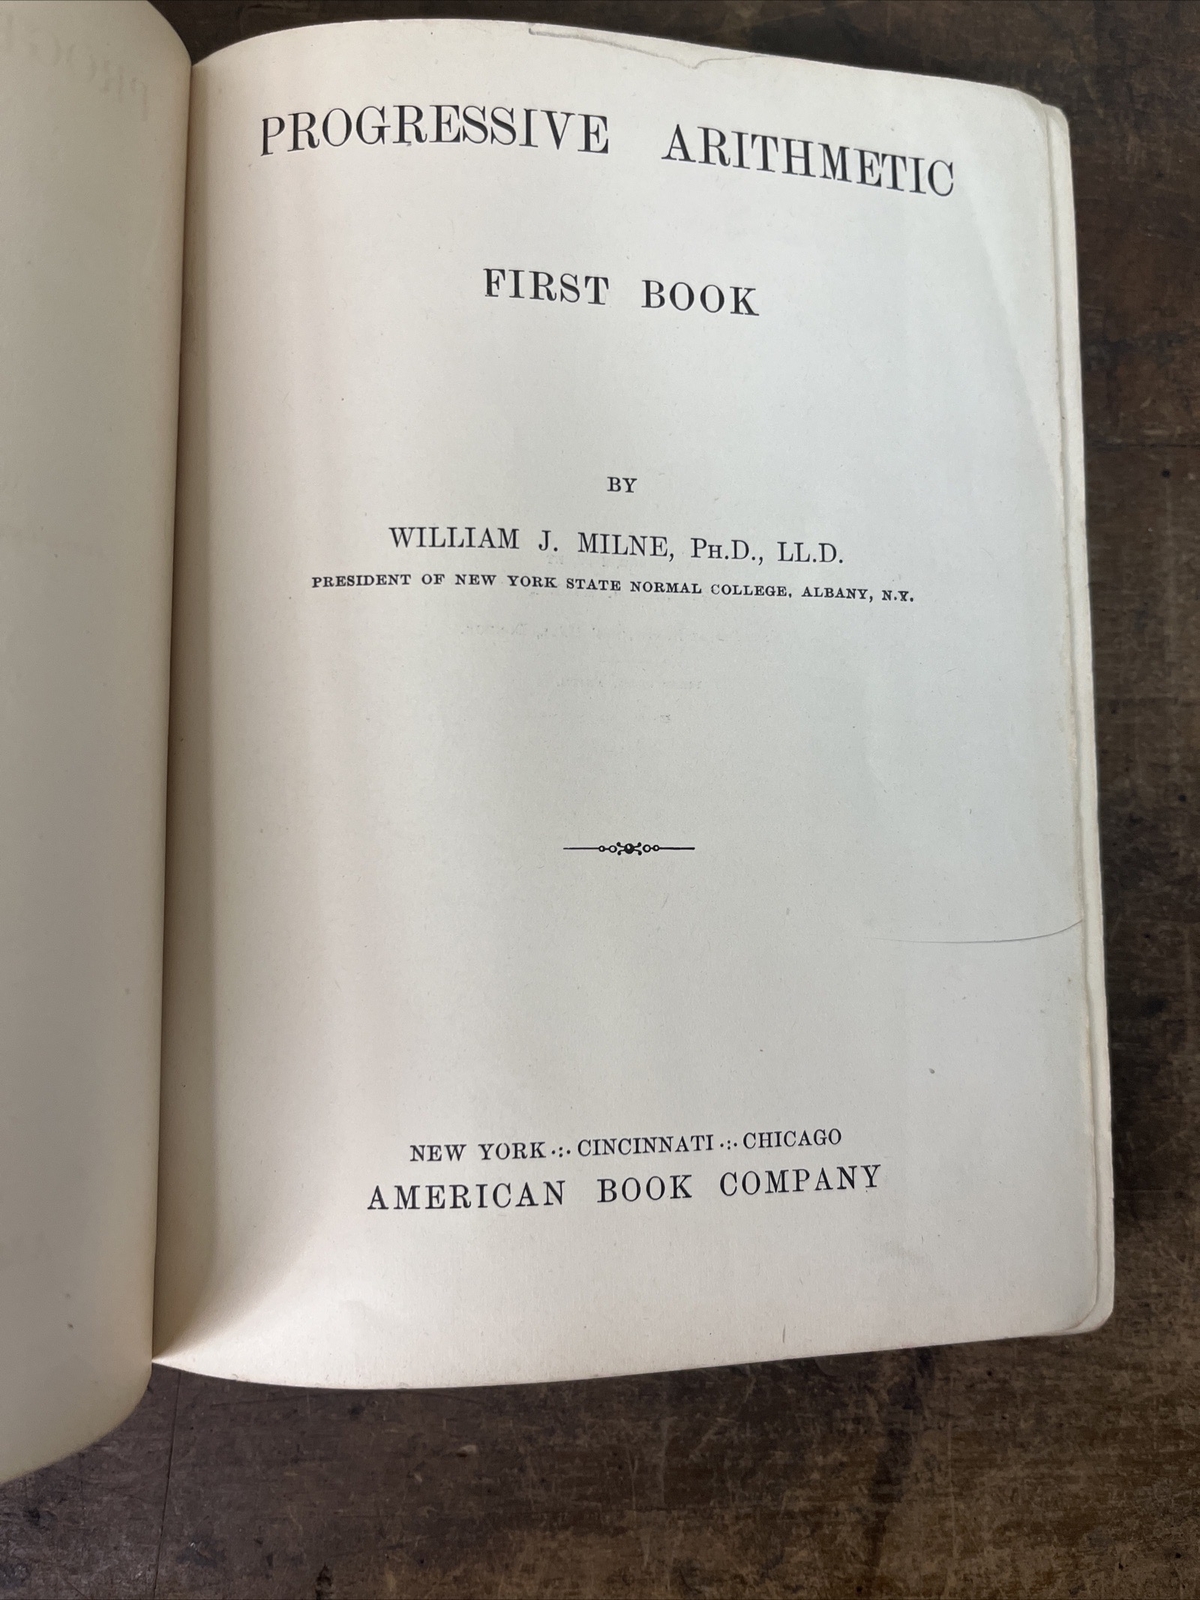 PROGRESSIVE ARITHMETIC
FIRST BOOK
BY
WILLIAM J. MILNE, PH.D., LL.D.
PRESIDENT OF NEW YORK STATE NORMAL COLLEGE, ALBANY, N.Y.
NEW YORK ·:· CINCINNATI ·:· CHICAGO
AMERICAN BOOK COMPANY